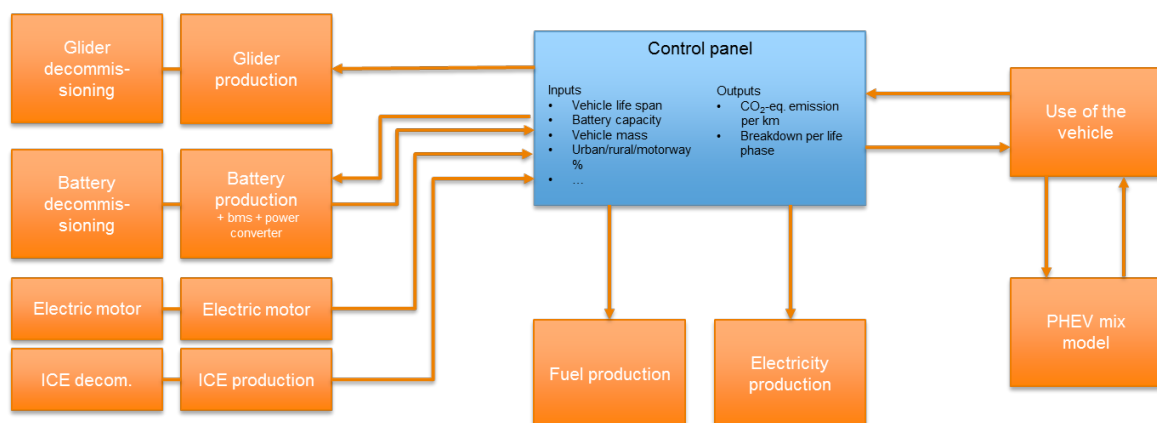 Glider
decommis-
sioning
Glider
production
Control panel
Inputs
• Vehicle life span
• Battery capacity
• Vehicle mass
• Urban/rural/motorway
%
• ...
Outputs
• CO₂-eq. emission
per km
• Breakdown per life
phase
Use of the
vehicle
Battery
decommis-
sioning
Battery
production
+ bms + power
converter
Electric motor
Electric motor
ICE decom.
ICE production
Fuel production
Electricity
production
PHEV mix
model